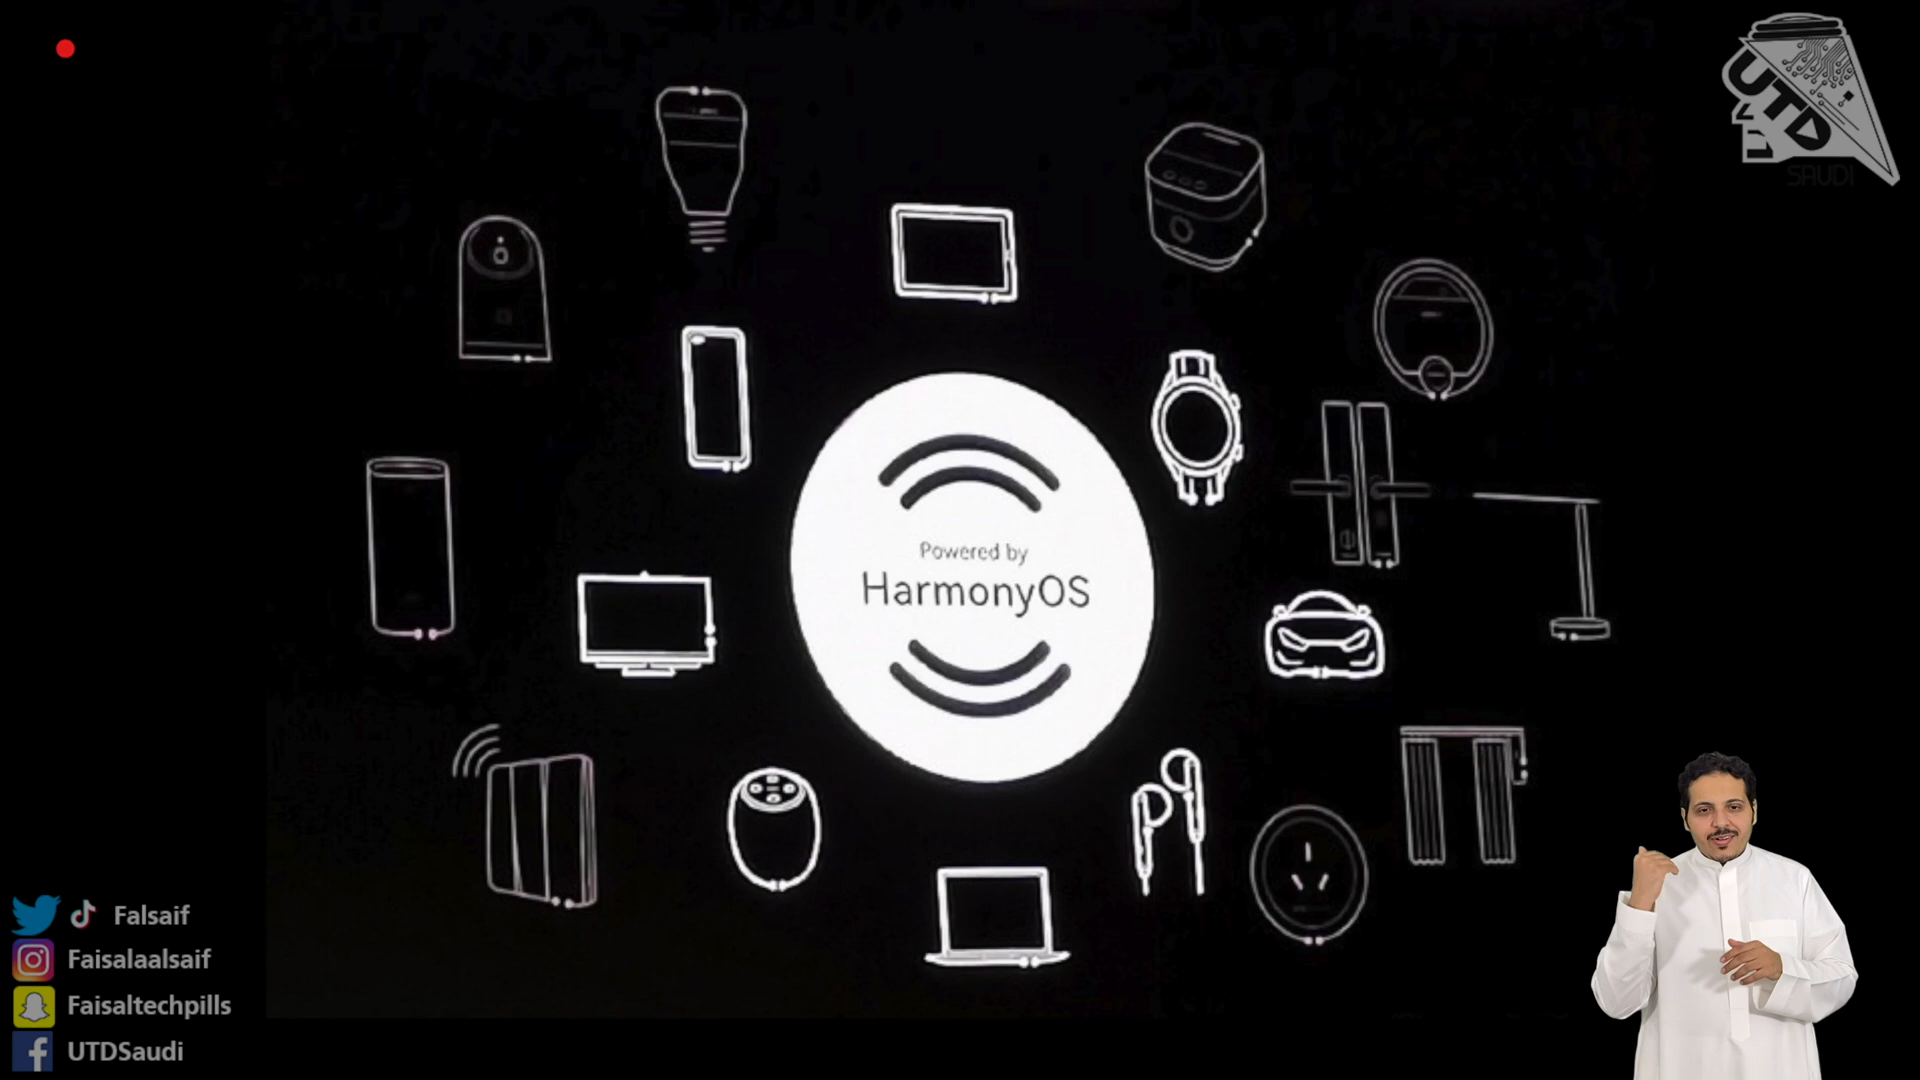 UTD
SAUDI
Powered by
HarmonyOS
Falsaif
Faisalaalsaif
Faisaltechpills
UTDSaudi